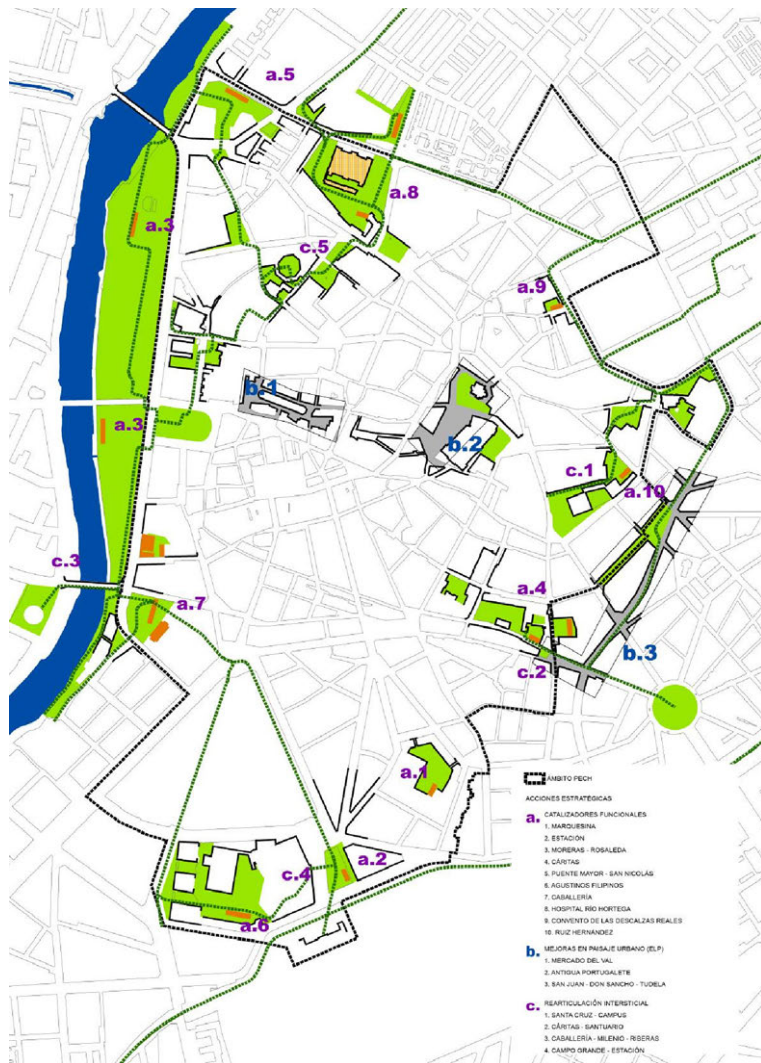 a.5
a.8
a.3
c.5
a.9
b.1
a.3
b.2
c.1
a.10
c.3
a.4
a.7
b.3
c.2
a.1
a.2
c.4
a.6
ÁMBITO PECH
ACCIONES ESTRATÉGICAS
a. CATALIZADORES FUNCIONALES
1. MARQUESINA
2. ESTACIÓN
3. MORERAS - ROSALEDA
4. CÁRITAS
5. PUENTE MAYOR - SAN NICOLÁS
6. AGUSTINOS FILIPINOS
7. CABALLERÍA
8. HOSPITAL RÍO HORTEGA
9. CONVENTO DE LAS DESCALZAS REALES
10. RUIZ HERNÁNDEZ
b. MEJORAS EN PAISAJE URBANO (ELP)
1. MERCADO DEL VAL
2. ANTIGUA PORTUGALETE
3. SAN JUAN - DON SANCHO - TUDELA
c. REARTICULACIÓN INTERSTICIAL
1. SANTA CRUZ - CAMPUS
2. CÁRITAS - SANTUARIO
3. CABALLERÍA - MILENIO - RIBERAS
4. CAMPO GRANDE - ESTACIÓN